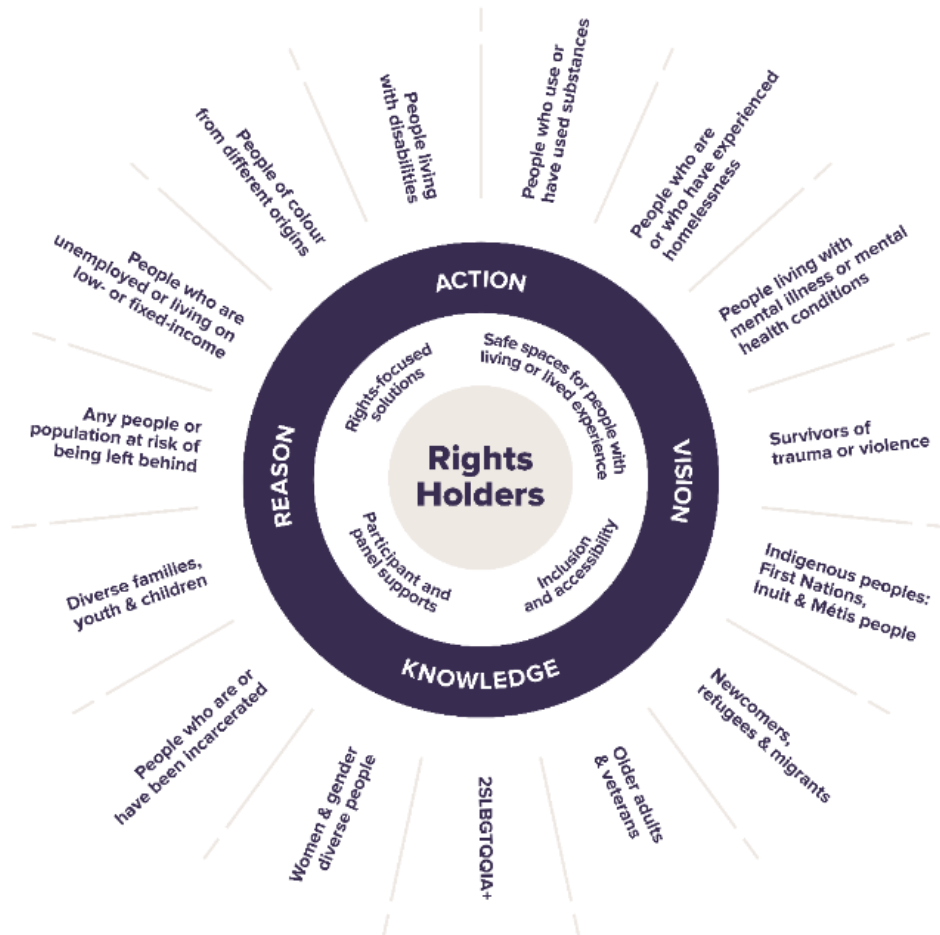 Rights
Holders
Safe spaces for people with
living or lived experience
Inclusion
and accessibility
Participant and
panel supports
Rights-focused
solutions
ACTION
VISION
KNOWLEDGE
REASON
People who use or
have used substances
People who are
or who have experienced
homelessness
People living with
mental illness or mental
health conditions
Survivors of
trauma or violence
Indigenous peoples:
First Nations,
Inuit & Métis people
Newcomers,
refugees & migrants
Older adults
& veterans
2SLBGTQQIA+
Women & gender
diverse people
People who are or
have been incarcerated
Diverse families,
youth & children
Any people or
population at risk of
being left behind
People who are
unemployed or living on
low- or fixed-income
People of colour
from different origins
People living
with disabilities